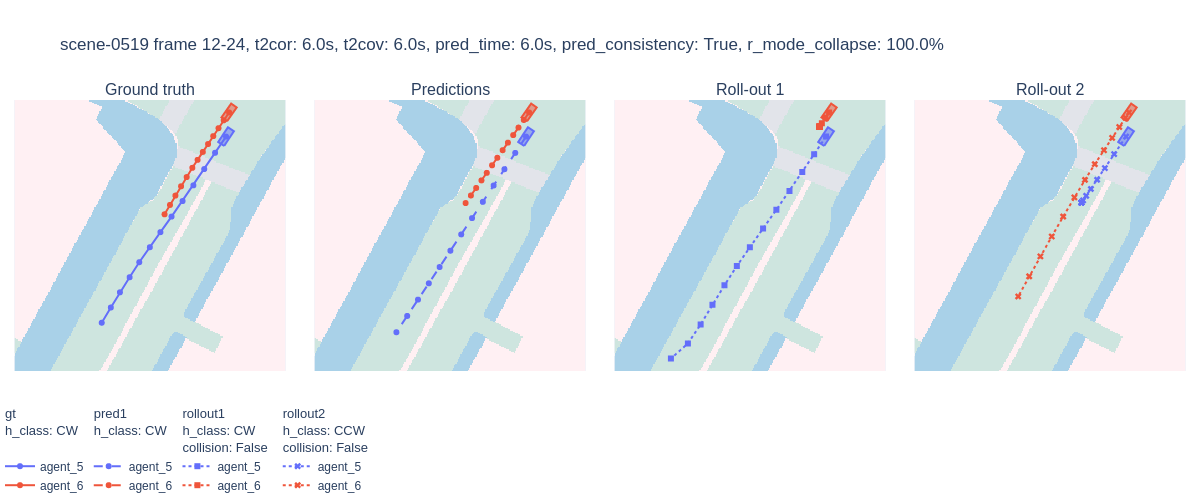 scene-0519 frame 12-24, t2cor: 6.0s, t2cov: 6.0s, pred_time: 6.0s, pred_consistency: True, r_mode_collapse: 100.0%
Ground truth
Predictions
Roll-out 1
Roll-out 2
gt
h_class: CW
agent_5
agent_6
pred1
h_class: CW
agent_5
agent_6
rollout1
h_class: CW
collision: False
agent_5
agent_6
rollout2
h_class: CCW
collision: False
agent_5
agent_6